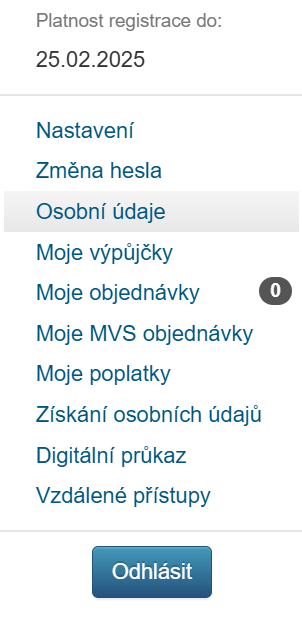 Platnost registrace do:
25.02.2025
Nastavení
Změna hesla
Osobní údaje
Moje výpůjčky
Moje objednávky 0
Moje MVS objednávky
Moje poplatky
Získání osobních údajů
Digitální průkaz
Vzdálené přístupy
Odhlásit